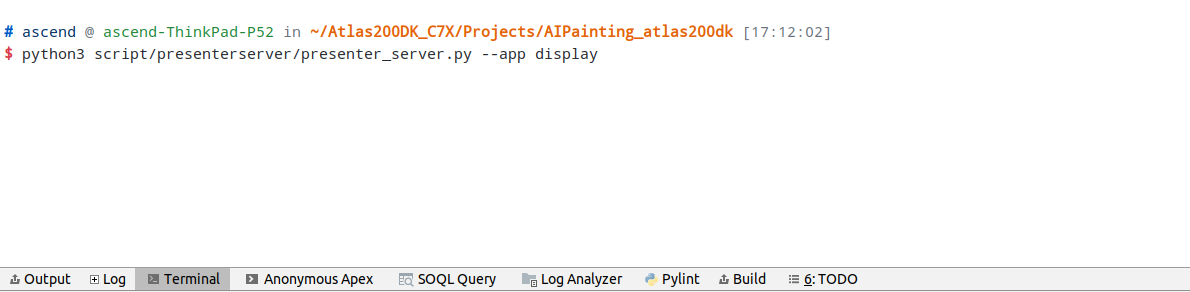 # ascend @ ascend-ThinkPad-P52 in ~/Atlas200DK_C7X/Projects/AIPainting_atlas200dk [17:12:02]
$ python3 script/presenterserver/presenter_server.py --app display
Output Log Terminal Anonymous Apex SOQL Query Log Analyzer Pylint Build 6: TODO